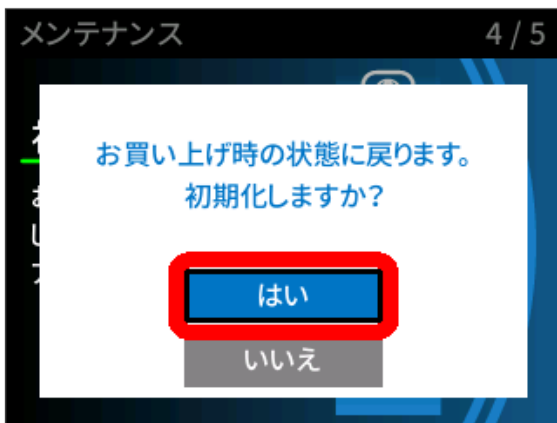 メンテナンス 4 / 5
お買い上げ時の状態に戻ります。
初期化しますか?
はい
いいえ